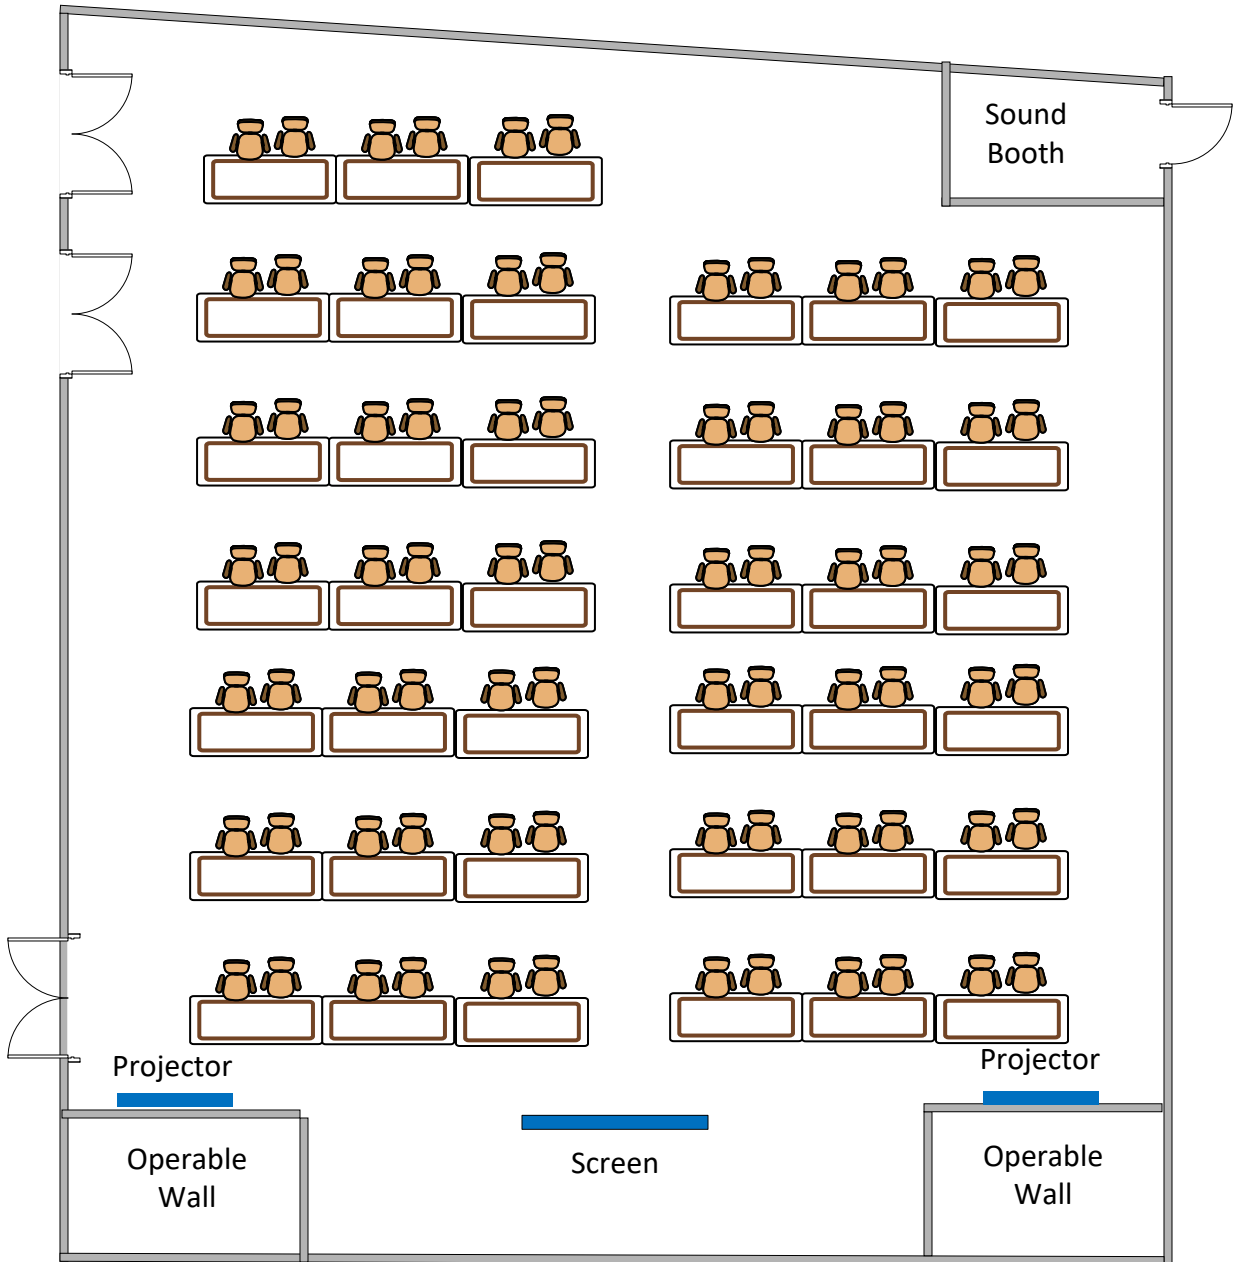 Sound
Booth
Projector
Projector
Operable
Wall
Screen
Operable
Wall